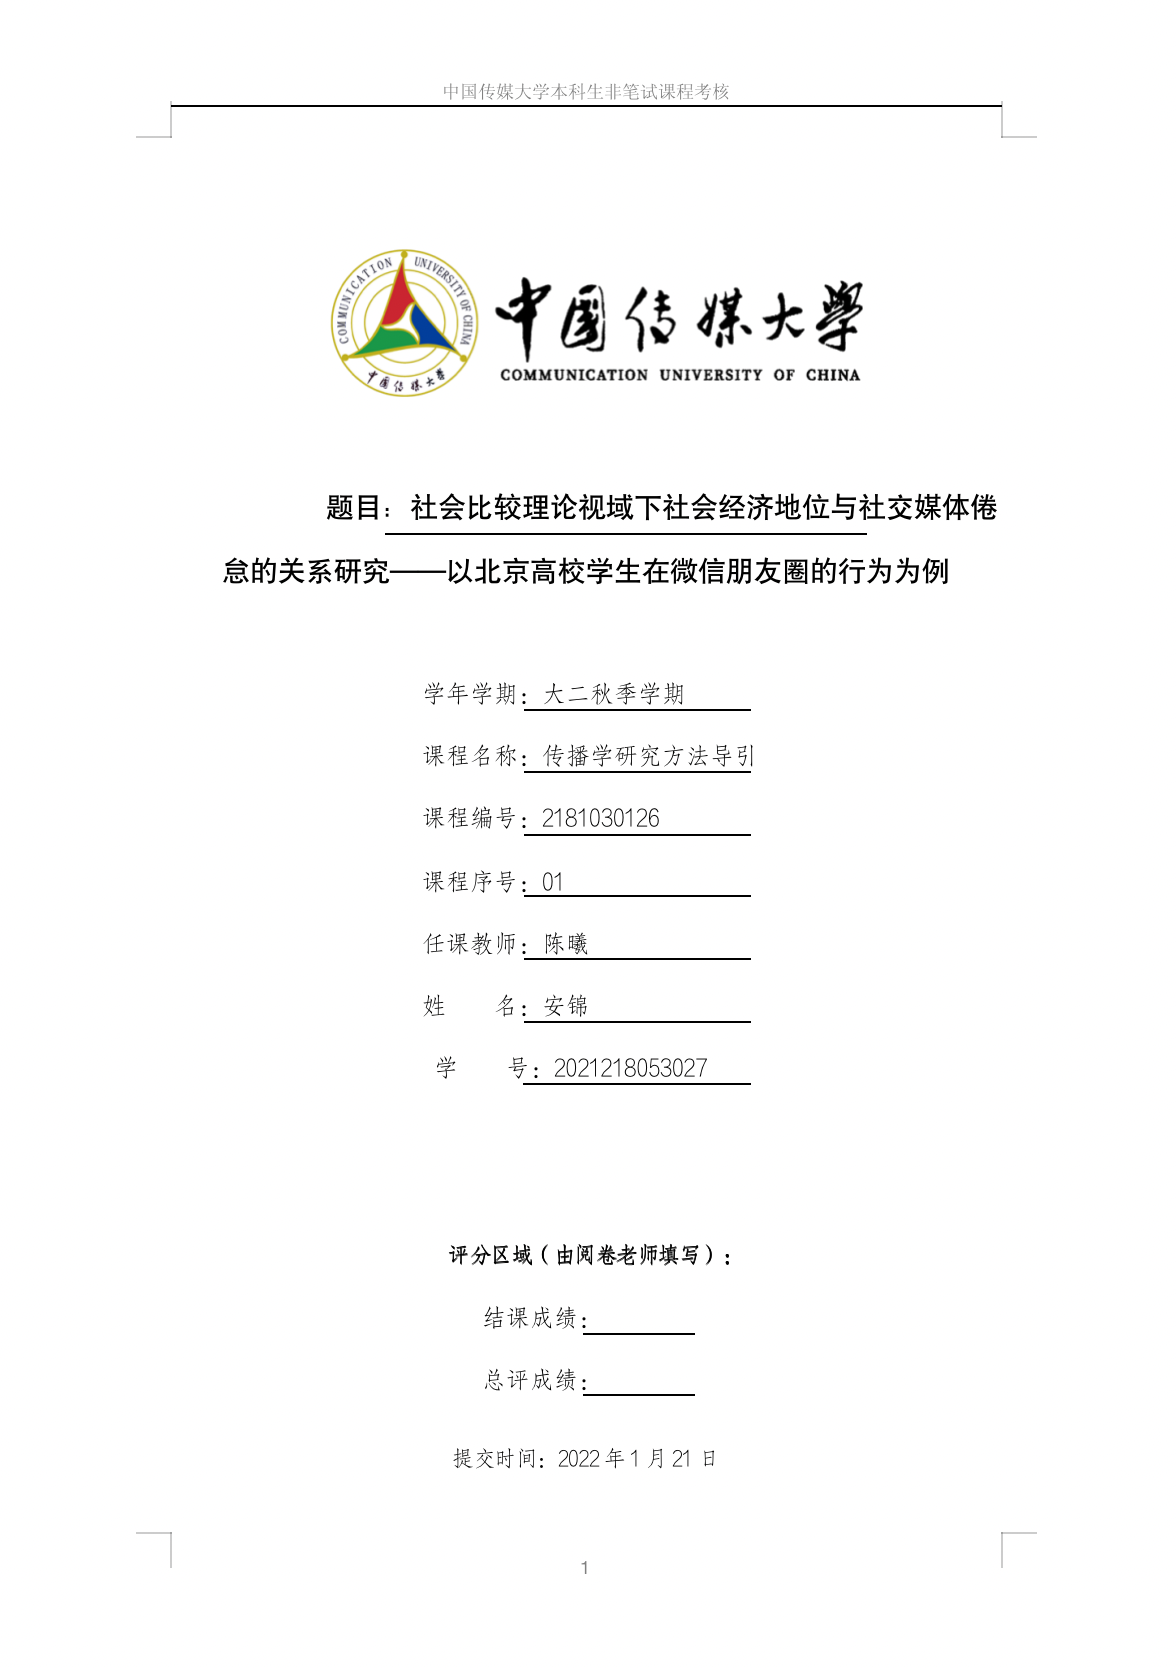 中国传媒大学本科生非笔试课程考核
COMMUNICATION UNIVERSITY OF CHINA
中国传媒大学
中国传媒大学
COMMUNICATION UNIVERSITY OF CHINA
题目：社会比较理论视域下社会经济地位与社交媒体倦
怠的关系研究——以北京高校学生在微信朋友圈的行为为例
学年学期：大二秋季学期
课程名称：传播学研究方法导引
课程编号：2181030126
课程序号：01
任课教师：陈曦
姓　　名：安锦
学　　号：2021218053027
评分区域（由阅卷老师填写）：
结课成绩：
总评成绩：
提交时间：2022 年 1 月 21 日
1